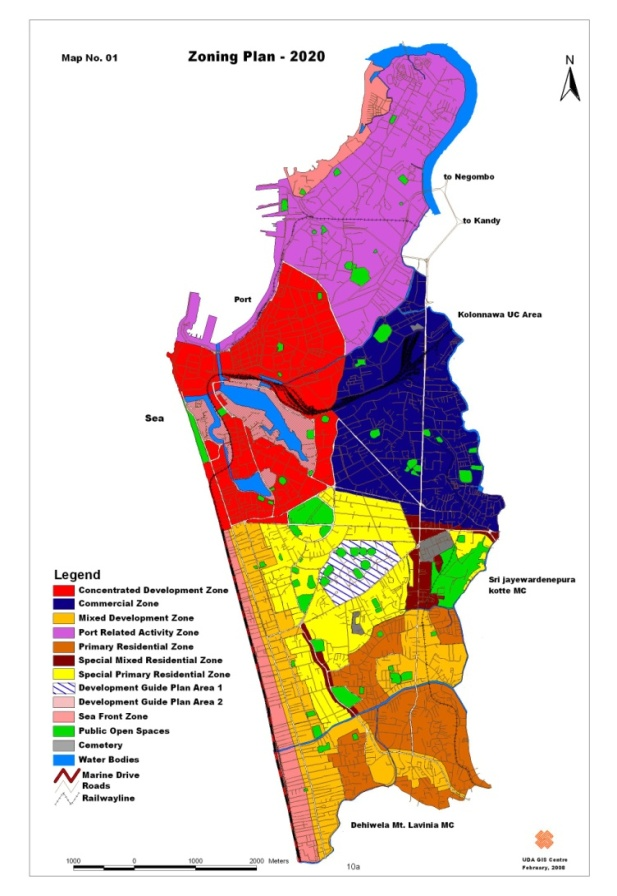 Map No. 01
Zoning Plan - 2020
N
to Negombo
to Kandy
Port
Kolonnawa UC Area
Sea
Sri jayewardenepura
kotte MC
Legend
Concentrated Development Zone
Commercial Zone
Mixed Development Zone
Port Related Activity Zone
Primary Residential Zone
Special Mixed Residential Zone
Special Primary Residential Zone
Development Guide Plan Area 1
Development Guide Plan Area 2
Sea Front Zone
Public Open Spaces
Cemetery
Water Bodies
Marine Drive
Roads
Railwayline
Dehiwela Mt. Lavinia MC
1000 0 1000 2000 Meters
10a
UDA GIS Centre
February, 2008